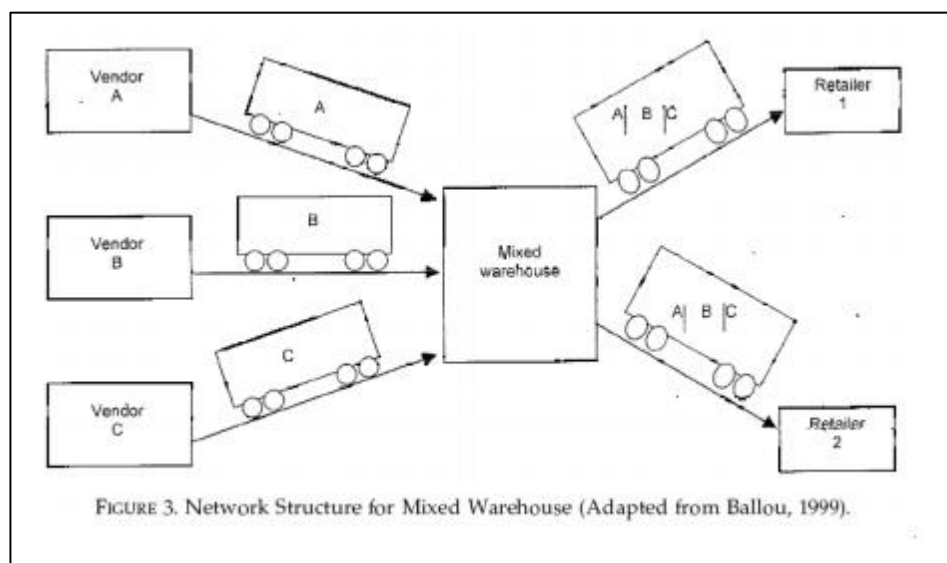 Vendor
A
A
A B C
Retailer
1
Vendor
B
B
Mixed
warehouse
Vendor
C
C
A B C
Retailer
2
FIGURE 3. Network Structure for Mixed Warehouse (Adapted from Ballou, 1999).